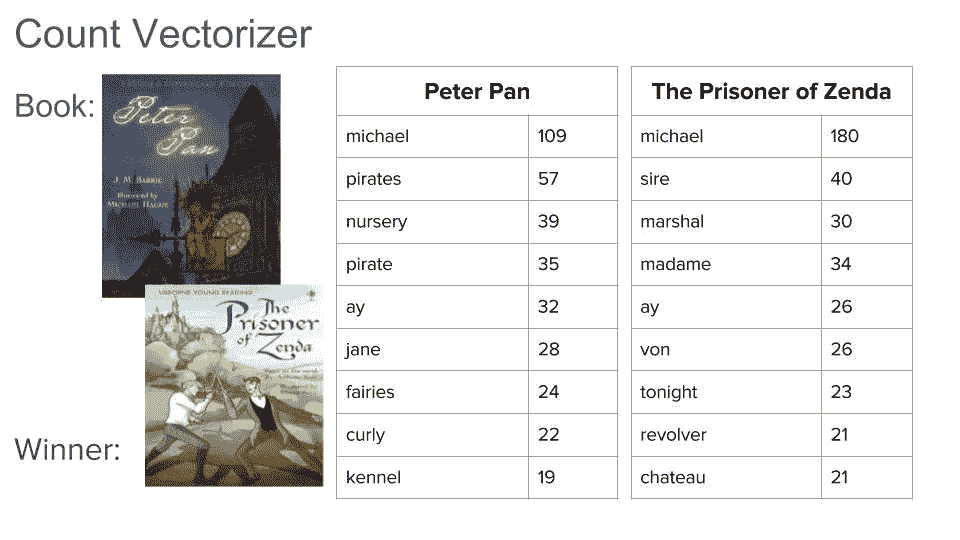 Count Vectorizer
Book:
Peter Pan
J. M. BARRIE
Illustrated by
MICHAEL HAGUE
USBORNE YOUNG READING
The
Prisoner
of
Zenda
Winner:
Peter Pan
michael 109
pirates 57
nursery 39
pirate 35
ay 32
jane 28
fairies 24
curly 22
kennel 19
The Prisoner of Zenda
michael 180
sire 40
marshal 30
madame 34
ay 26
von 26
tonight 23
revolver 21
chateau 21